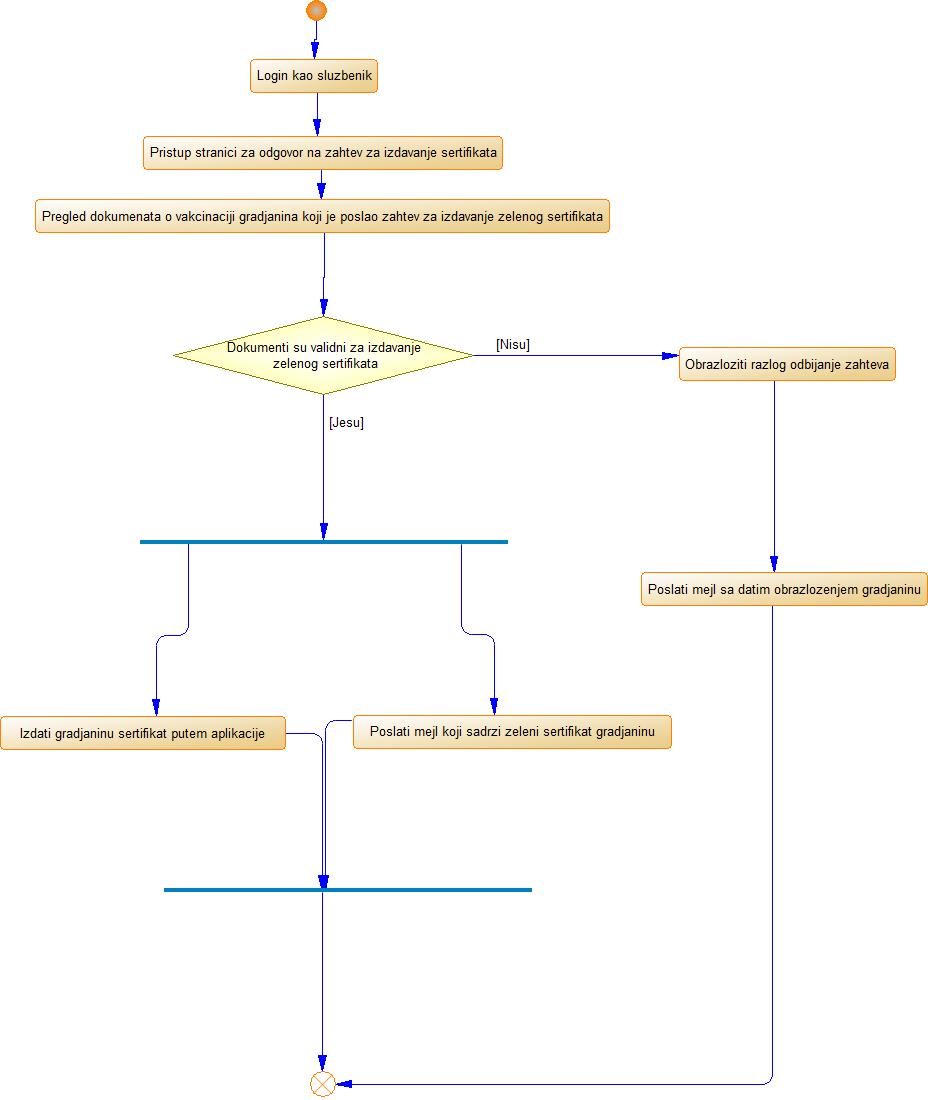 Login kao sluzbenik
Pristup stranici za odgovor na zahtev za izdavanje sertifikata
Pregled dokumenata o vakcinaciji gradjanina koji je poslao zahtev za izdavanje zelenog sertifikata
Dokumenti su validni za izdavanje
zelenog sertifikata
[Nisu]
Obrazloziti razlog odbijanje zahteva
[Jesu]
Poslati mejl sa datim obrazlozenjem gradjaninu
Izdati gradjaninu sertifikat putem aplikacije
Poslati mejl koji sadrzi zeleni sertifikat gradjaninu